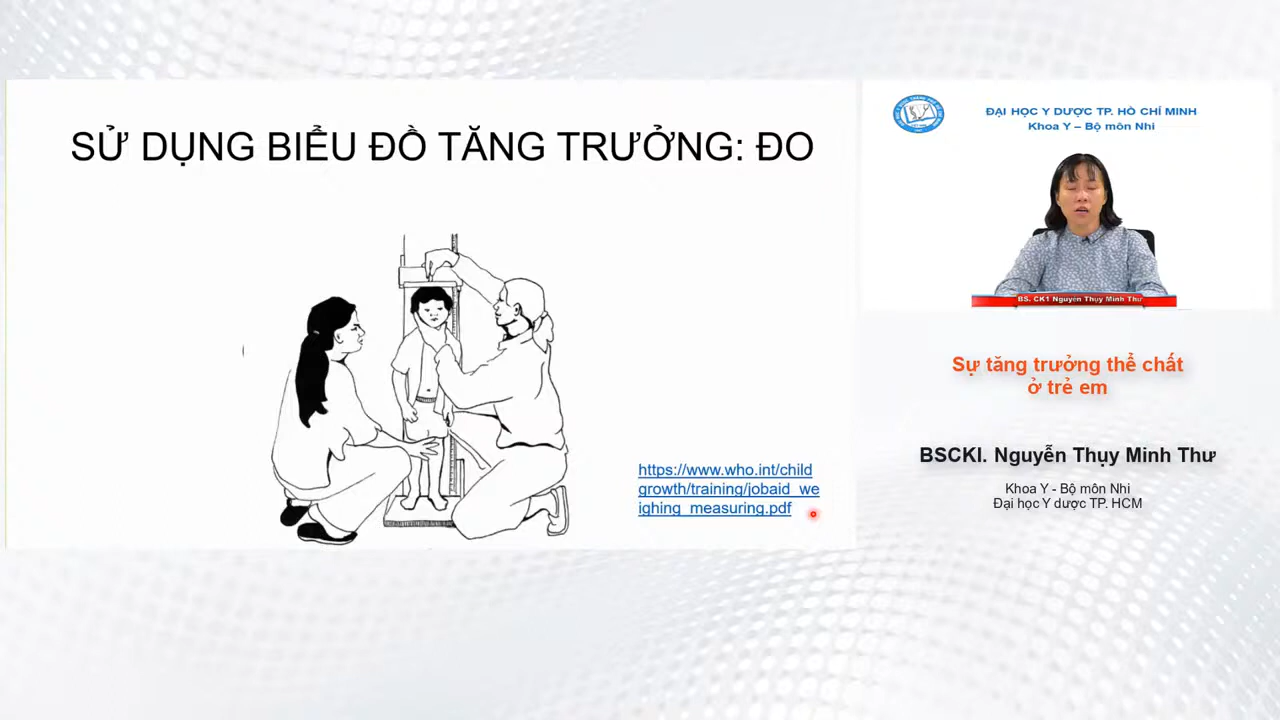 SỬ DỤNG BIỂU ĐỒ TĂNG TRƯỞNG: ĐO
https://www.who.int/child
growth/training/jobaid_we
ighing_measuring.pdf
ĐẠI HỌC Y DƯỢC TP. HỒ CHÍ MINH
Khoa Y – Bộ môn Nhi
BS. CK1 Nguyễn Thụy Minh Thư
Sự tăng trưởng thể chất
ở trẻ em
BSCKI. Nguyễn Thụy Minh Thư
Khoa Y - Bộ môn Nhi
Đại học Y dược TP. HCM